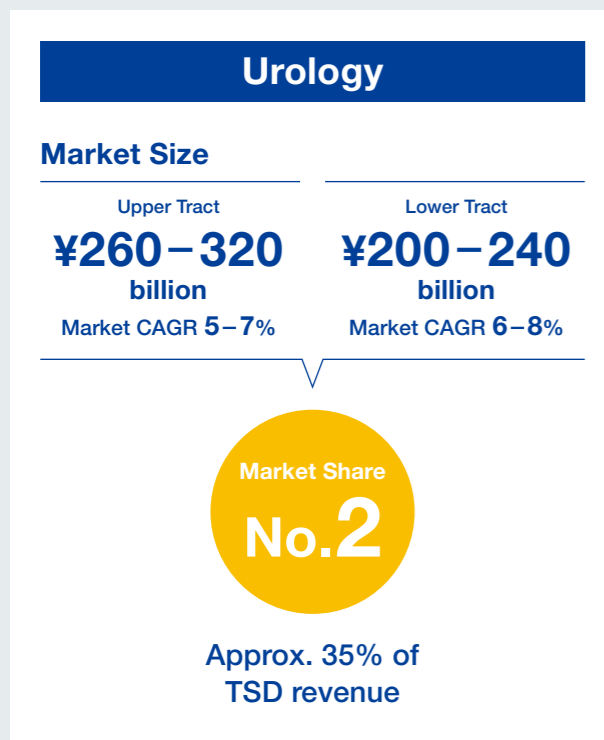 Urology
Market Size
Upper Tract
¥260–320
billion
Market CAGR 5–7%
Lower Tract
¥200–240
billion
Market CAGR 6–8%
Market Share
No.2
Approx. 35% of
TSD revenue